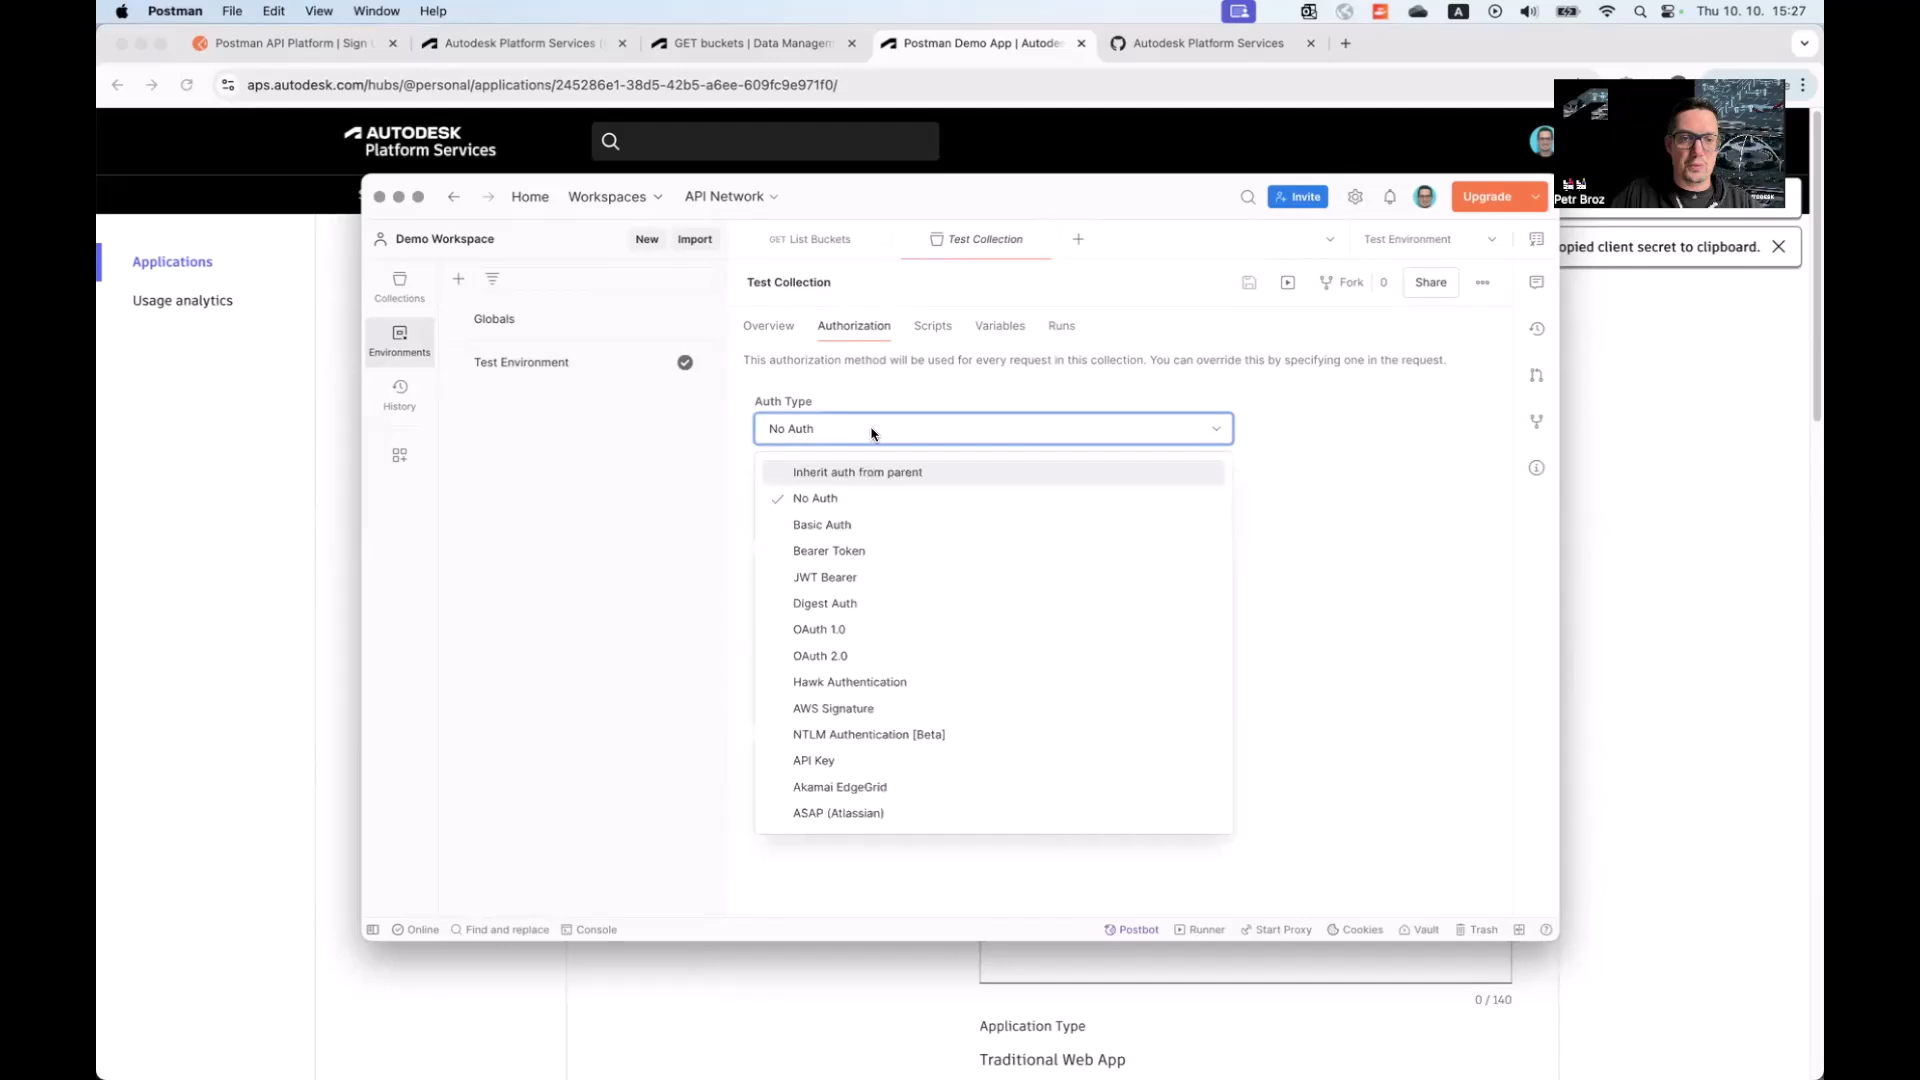 Postman File Edit View Window Help
A
Thu 10. 10. 15:27
Postman API Platform | Sign
Autodesk Platform Services
GET buckets | Data Managem
Postman Demo App | Autode
Autodesk Platform Services
aps.autodesk.com/hubs/@personal/applications/245286e1-38d5-42b5-a6ee-609fc9e971f0/
AUTODESK
Platform Services
Petr Broz
Home Workspaces API Network
Invite
Upgrade
Demo Workspace New Import
GET List Buckets
Test Collection
Test Environment
opied client secret to clipboard.
Applications
Usage analytics
Collections
Environments
History
Globals
Test Environment
Test Collection
Fork 0 Share
Overview Authorization Scripts Variables Runs
This authorization method will be used for every request in this collection. You can override this by specifying one in the request.
Auth Type
No Auth
Inherit auth from parent
No Auth
Basic Auth
Bearer Token
JWT Bearer
Digest Auth
OAuth 1.0
OAuth 2.0
Hawk Authentication
AWS Signature
NTLM Authentication [Beta]
API Key
Akamai EdgeGrid
ASAP (Atlassian)
Online Find and replace Console
Postbot Runner Start Proxy Cookies Vault Trash
0 / 140
Application Type
Traditional Web App